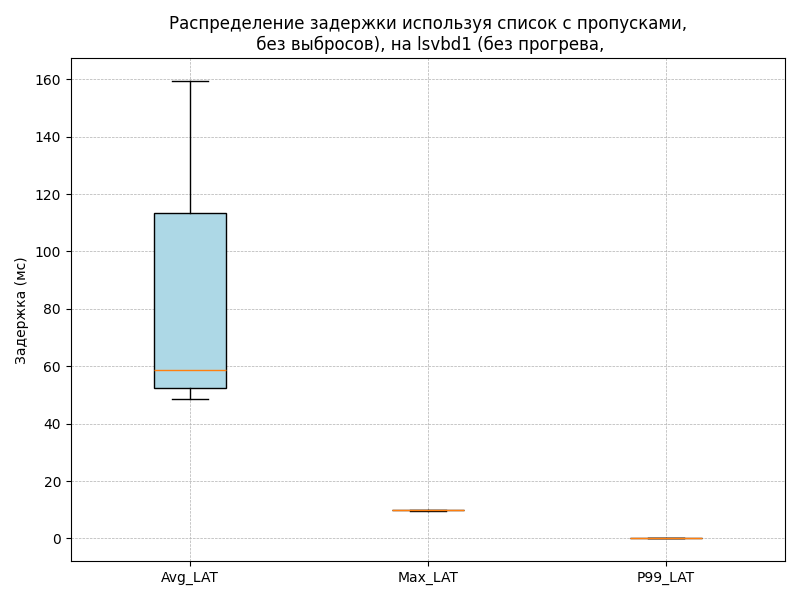 Распределение задержки используя список с пропусками,
без выбросов), на lsvbd1 (без прогрева,
160
140
120
100
80
60
40
20
0
Задержка (мс)
Avg_LAT
Max_LAT
P99_LAT